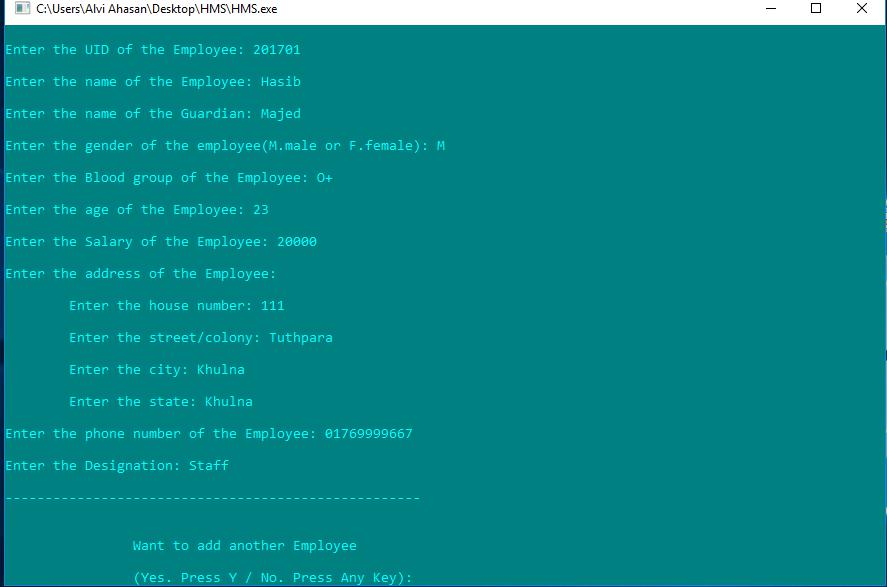 C:\Users\Alvi Ahasan\Desktop\HMS\HMS.exe
Enter the UID of the Employee: 201701
Enter the name of the Employee: Hasib
Enter the name of the Guardian: Majed
Enter the gender of the employee(M.male or F.female): M
Enter the Blood group of the Employee: O+
Enter the age of the Employee: 23
Enter the Salary of the Employee: 20000
Enter the address of the Employee:
Enter the house number: 111
Enter the street/colony: Tuthpara
Enter the city: Khulna
Enter the state: Khulna
Enter the phone number of the Employee: 01769999667
Enter the Designation: Staff
----------------------------------------------------
Want to add another Employee
(Yes. Press Y / No. Press Any Key):